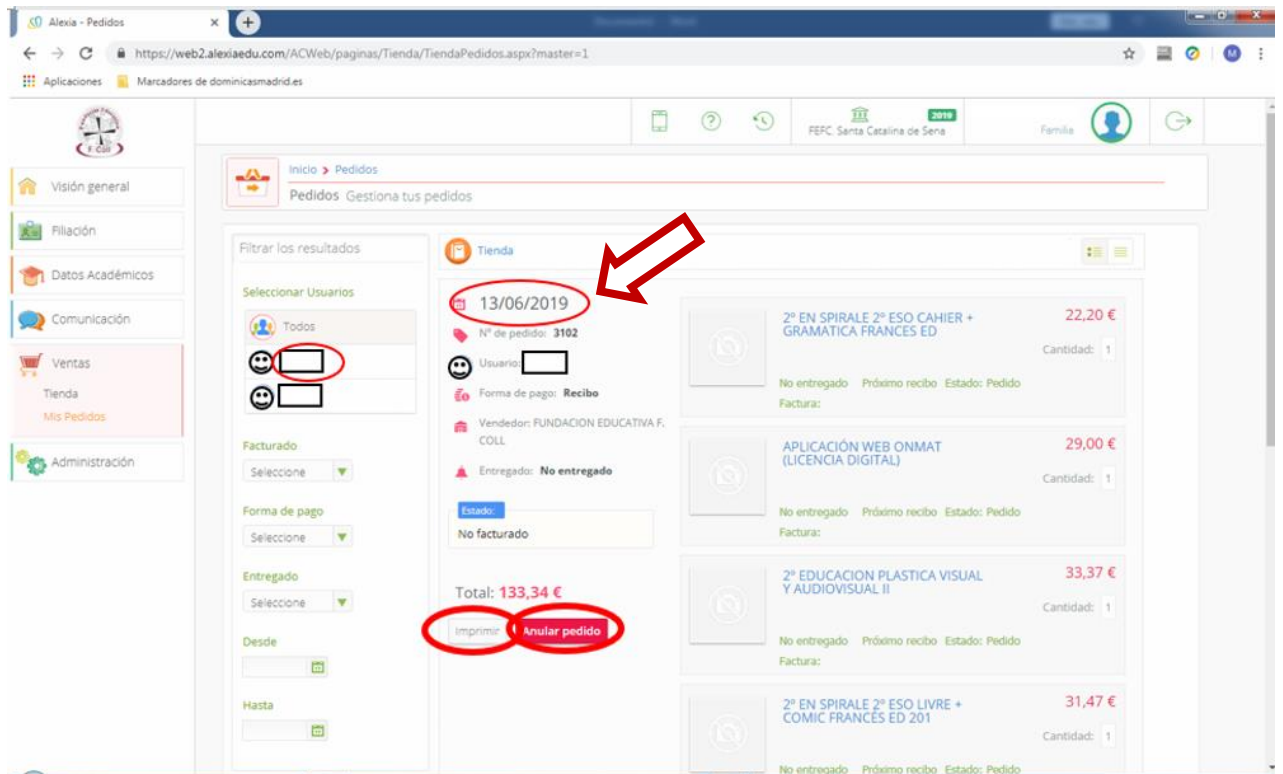 Alexia - Pedidos
https://web2.alexiaedu.com/ACWeb/paginas/Tienda/TiendaPedidos.aspx?master=1
M
Aplicaciones Marcadores de dominicasmadrid.es
F. Coll
2019
FEFC. Santa Catalina de Sena
Familia
Inicio > Pedidos
Pedidos Gestiona tus pedidos
Visión general
Filiación
Datos Académicos
Comunicación
Ventas
Tienda
Mis Pedidos
Administración
Filtrar los resultados
Seleccionar Usuarios
Todos
Facturado
Seleccione
Forma de pago
Seleccione
Entregado
Seleccione
Desde
Hasta
Tienda
13/06/2019
Nº de pedido: 3102
Usuario:
Forma de pago: Recibo
Vendedor: FUNDACION EDUCATIVA F.
COLL
Entregado: No entregado
Estado:
No facturado
Total: 133,34 €
Imprimir Anular pedido
2º EN SPIRALE 2º ESO CAHIER +
GRAMATICA FRANCES ED
22,20 €
Cantidad: 1
No entregado Próximo recibo Estado: Pedido
Factura:
APLICACIÓN WEB ONMAT
(LICENCIA DIGITAL)
29,00 €
Cantidad: 1
No entregado Próximo recibo Estado: Pedido
Factura:
2º EDUCACION PLASTICA VISUAL
Y AUDIOVISUAL II
33,37 €
Cantidad: 1
No entregado Próximo recibo Estado: Pedido
Factura:
2º EN SPIRALE 2º ESO LIVRE +
COMIC FRANCÉS ED 201
31,47 €
Cantidad: 1
No entregado Próximo recibo Estado: Pedido